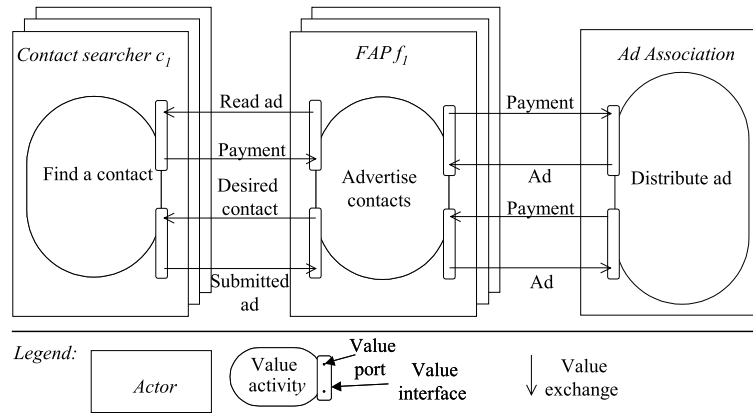 Contact searcher c1
FAP f1
Ad Association
Read ad
Payment
Find a contact
Payment
Advertise
contacts
Distribute ad
Desired
contact
Ad
Payment
Submitted
ad
Ad
Legend:
Actor
Value
activity
Value
port
Value
interface
Value
exchange